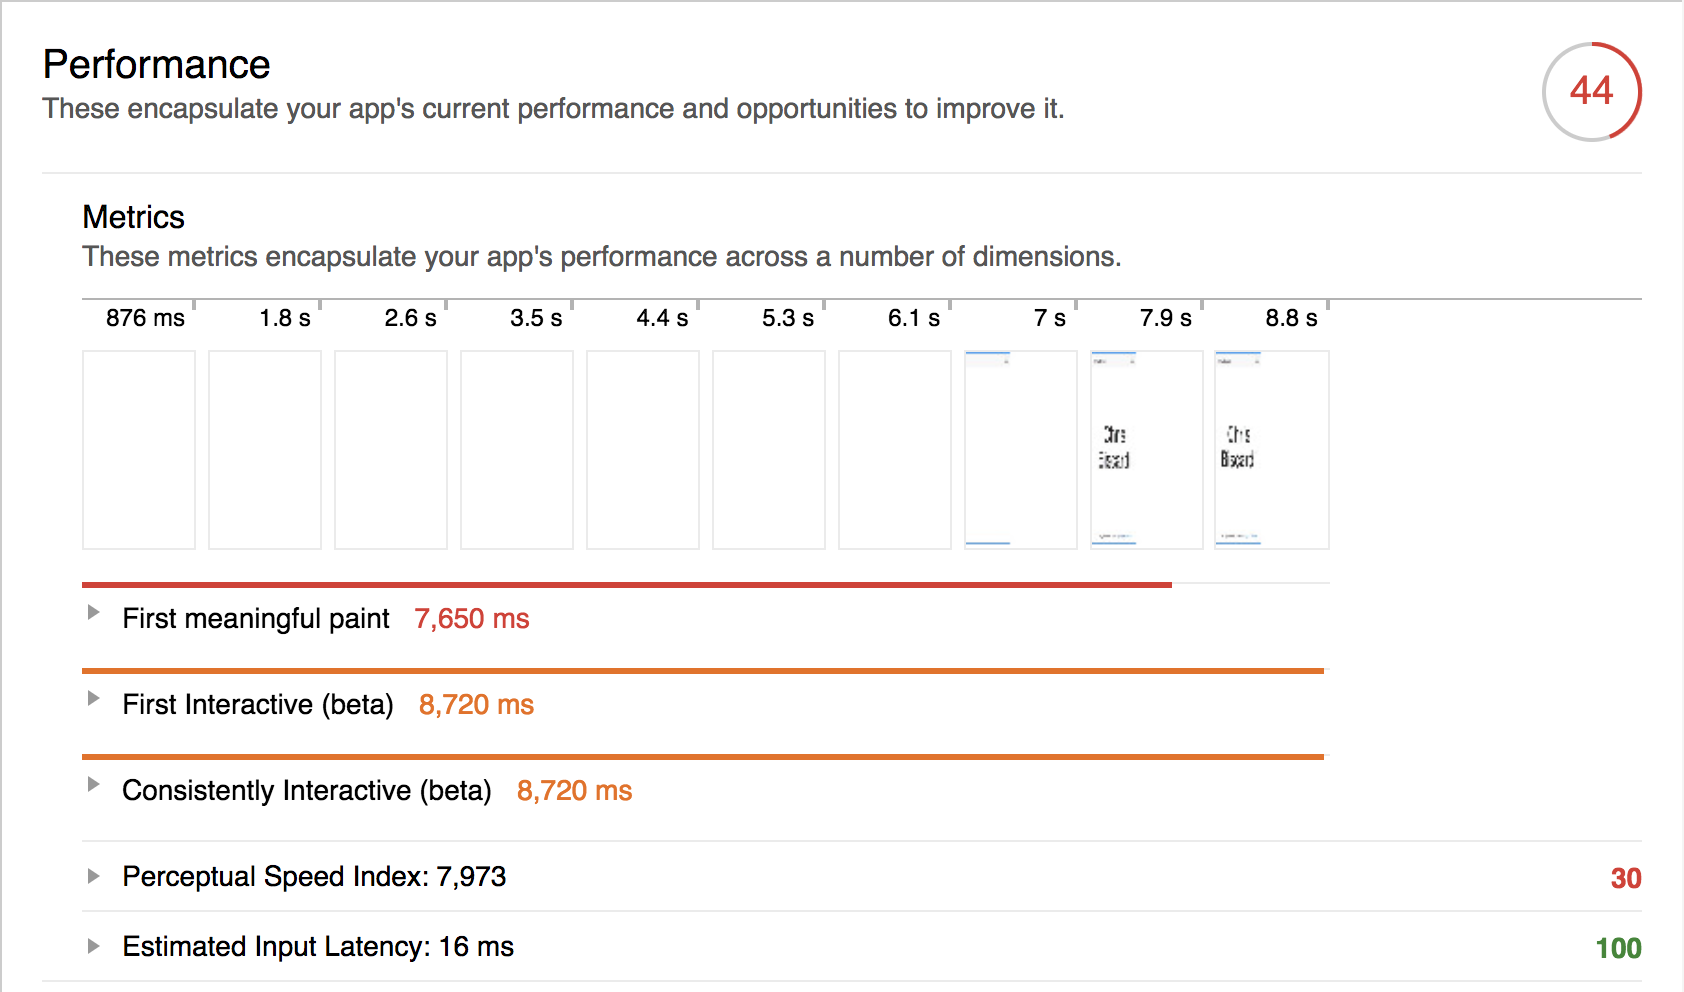 Performance
44
These encapsulate your app's current performance and opportunities to improve it.
Metrics
These metrics encapsulate your app's performance across a number of dimensions.
876 ms 1.8 s 2.6 s 3.5 s 4.4 s 5.3 s 6.1 s 7 s 7.9 s 8.8 s
Chris Chris
Biscardi Biscardi
First meaningful paint 7,650 ms
First Interactive (beta) 8,720 ms
Consistently Interactive (beta) 8,720 ms
Perceptual Speed Index: 7,973 30
Estimated Input Latency: 16 ms 100